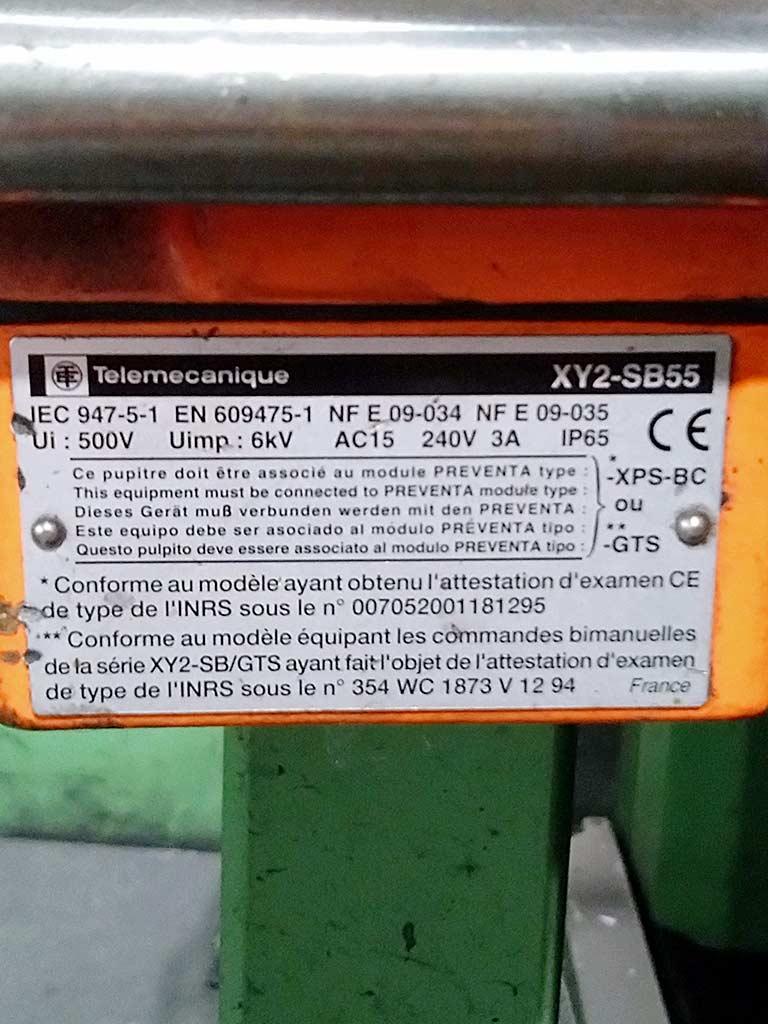 Telemecanique XY2-SB55
IEC 947-5-1 EN 609475-1 NF E 09-034 NF E 09-035
Ui : 500V Uimp : 6kV AC15 240V 3A IP65 CE
Ce pupitre doit être associé au module PREVENTA type :
This equipment must be connected to PREVENTA module type :
Dieses Gerät muß verbunden werden mit den PREVENTA :
Este equipo debe ser asociado al módulo PRÉVENTA tipo :
Questo pulpito deve essere associato al modulo PREVENTA tipo :
*
-XPS-BC
ou
**
-GTS
* Conforme au modèle ayant obtenu l'attestation d'examen CE
de type de l'INRS sous le n° 007052001181295
** Conforme au modèle équipant les commandes bimanuelles
de la série XY2-SB/GTS ayant fait l'objet de l'attestation d'examen
de type de l'INRS sous le n° 354 WC 1873 V 12 94 France